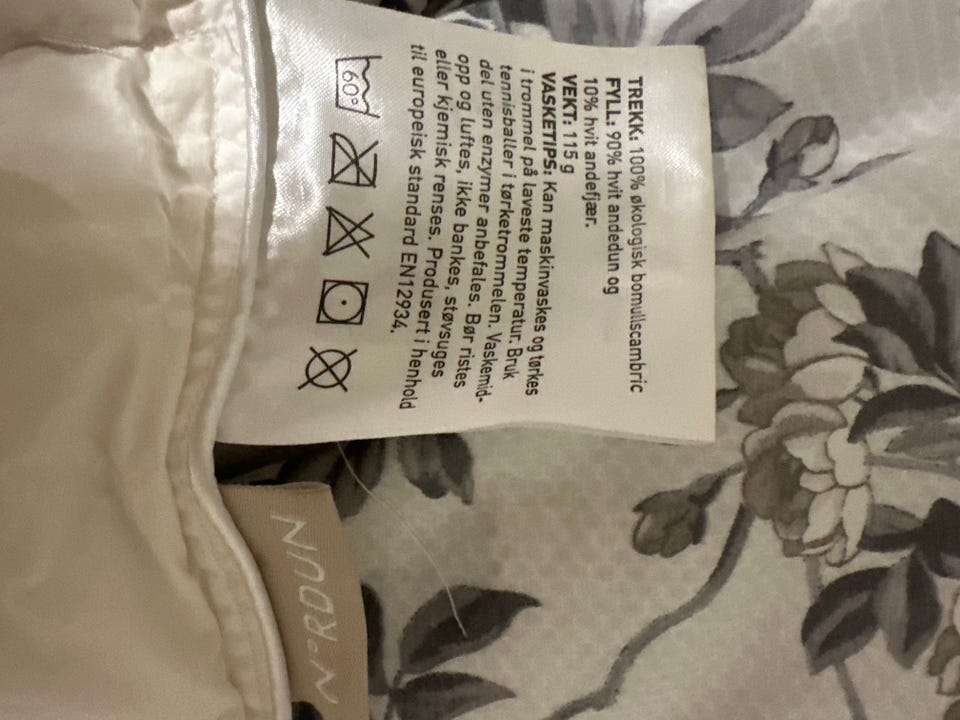 TREKK: 100% økologisk bomullscambric
FYLL: 90% hvit andedun og
10% hvit andefjær.
VEKT: 115 g
VASKETIPS: Kan maskinvaskes og tørkes
i trommel på laveste temperatur. Bruk
tennisballer i tørketrommelen. Vaskemid-
del uten enzymer anbefales. Bør ristes
opp og luftes, ikke bankes, støvsuges
eller kjemisk renses. Produsert i henhold
til europeisk standard EN12934.
60°
NORDUN